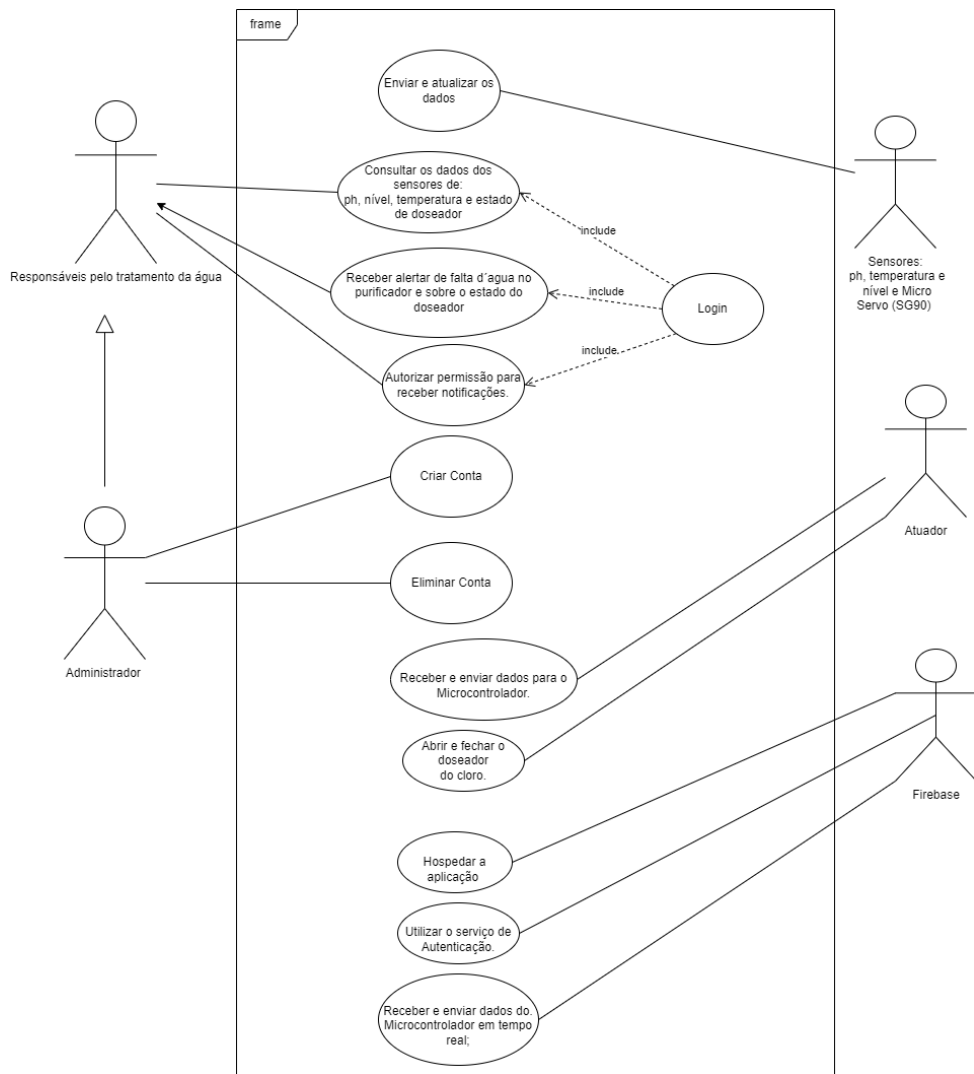 frame
Enviar e atualizar os
dados
Consultar os dados dos
sensores de:
ph, nível, temperatura e estado
de doseador
include
Responsáveis pelo tratamento da água
Sensores:
ph, temperatura e
nível e Micro
Servo (SG90)
Receber alertar de falta d´agua no
purificador e sobre o estado do
doseador
include
Login
include
Autorizar permissão para
receber notificações.
Criar Conta
Atuador
Eliminar Conta
Administrador
Receber e enviar dados para o
Microcontrolador.
Abrir e fechar o
doseador
do cloro.
Firebase
Hospedar a
aplicação
Utilizar o serviço de
Autenticação.
Receber e enviar dados do.
Microcontrolador em tempo
real;